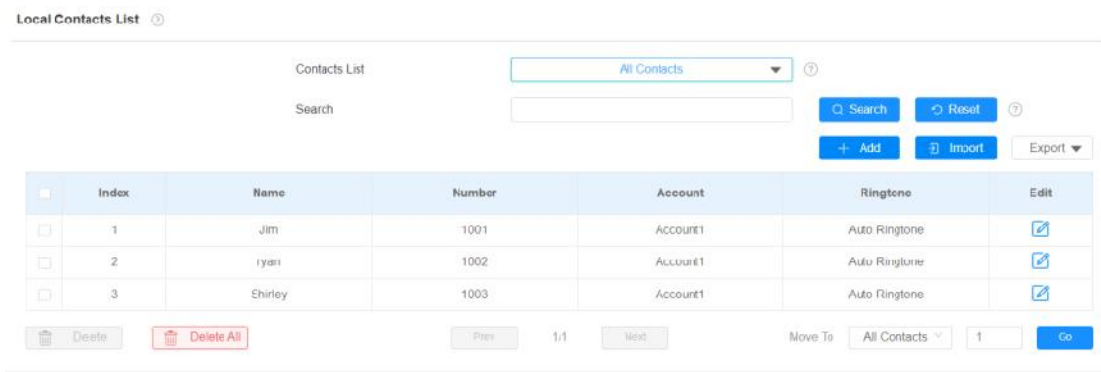 Local Contacts List ?
Contacts List All Contacts ?
Search Search Reset ?
+ Add Import Export
Index Name Number Account Ringtone Edit
1 Jim 1001 Account1 Auto Ringtone
2 ryan 1002 Account1 Auto Ringtone
3 Shirley 1003 Account1 Auto Ringtone
Delete Delete All Prev 1/1 Next Move To All Contacts 1 Go